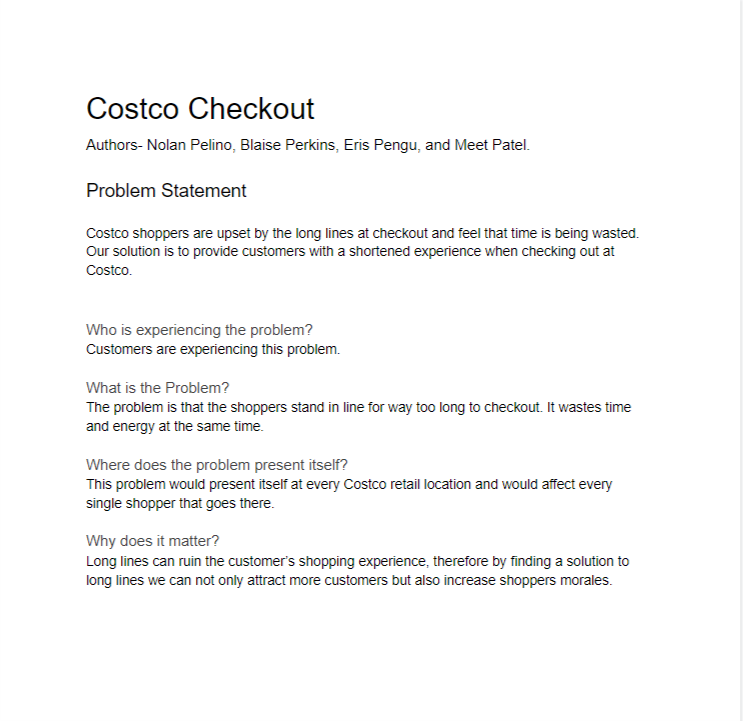 Costco Checkout
Authors- Nolan Pelino, Blaise Perkins, Eris Pengu, and Meet Patel.
Problem Statement
Costco shoppers are upset by the long lines at checkout and feel that time is being wasted.
Our solution is to provide customers with a shortened experience when checking out at
Costco.
Who is experiencing the problem?
Customers are experiencing this problem.
What is the Problem?
The problem is that the shoppers stand in line for way too long to checkout. It wastes time
and energy at the same time.
Where does the problem present itself?
This problem would present itself at every Costco retail location and would affect every
single shopper that goes there.
Why does it matter?
Long lines can ruin the customer's shopping experience, therefore by finding a solution to
long lines we can not only attract more customers but also increase shoppers morales.